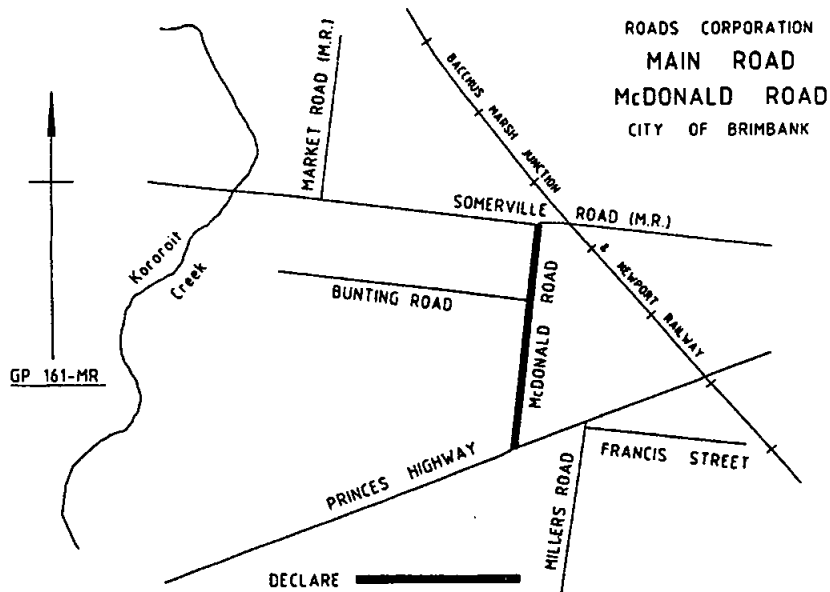 ROADS CORPORATION
MAIN ROAD
McDONALD ROAD
CITY OF BRIMBANK
MARKET ROAD (M.R.)
BACCHUS MARSH JUNCTION
& NEWPORT RAILWAY
SOMERVILLE ROAD (M.R.)
Kororoit
Creek
BUNTING ROAD
McDONALD ROAD
GP 161-MR
PRINCES HIGHWAY
FRANCIS STREET
MILLERS ROAD
DECLARE